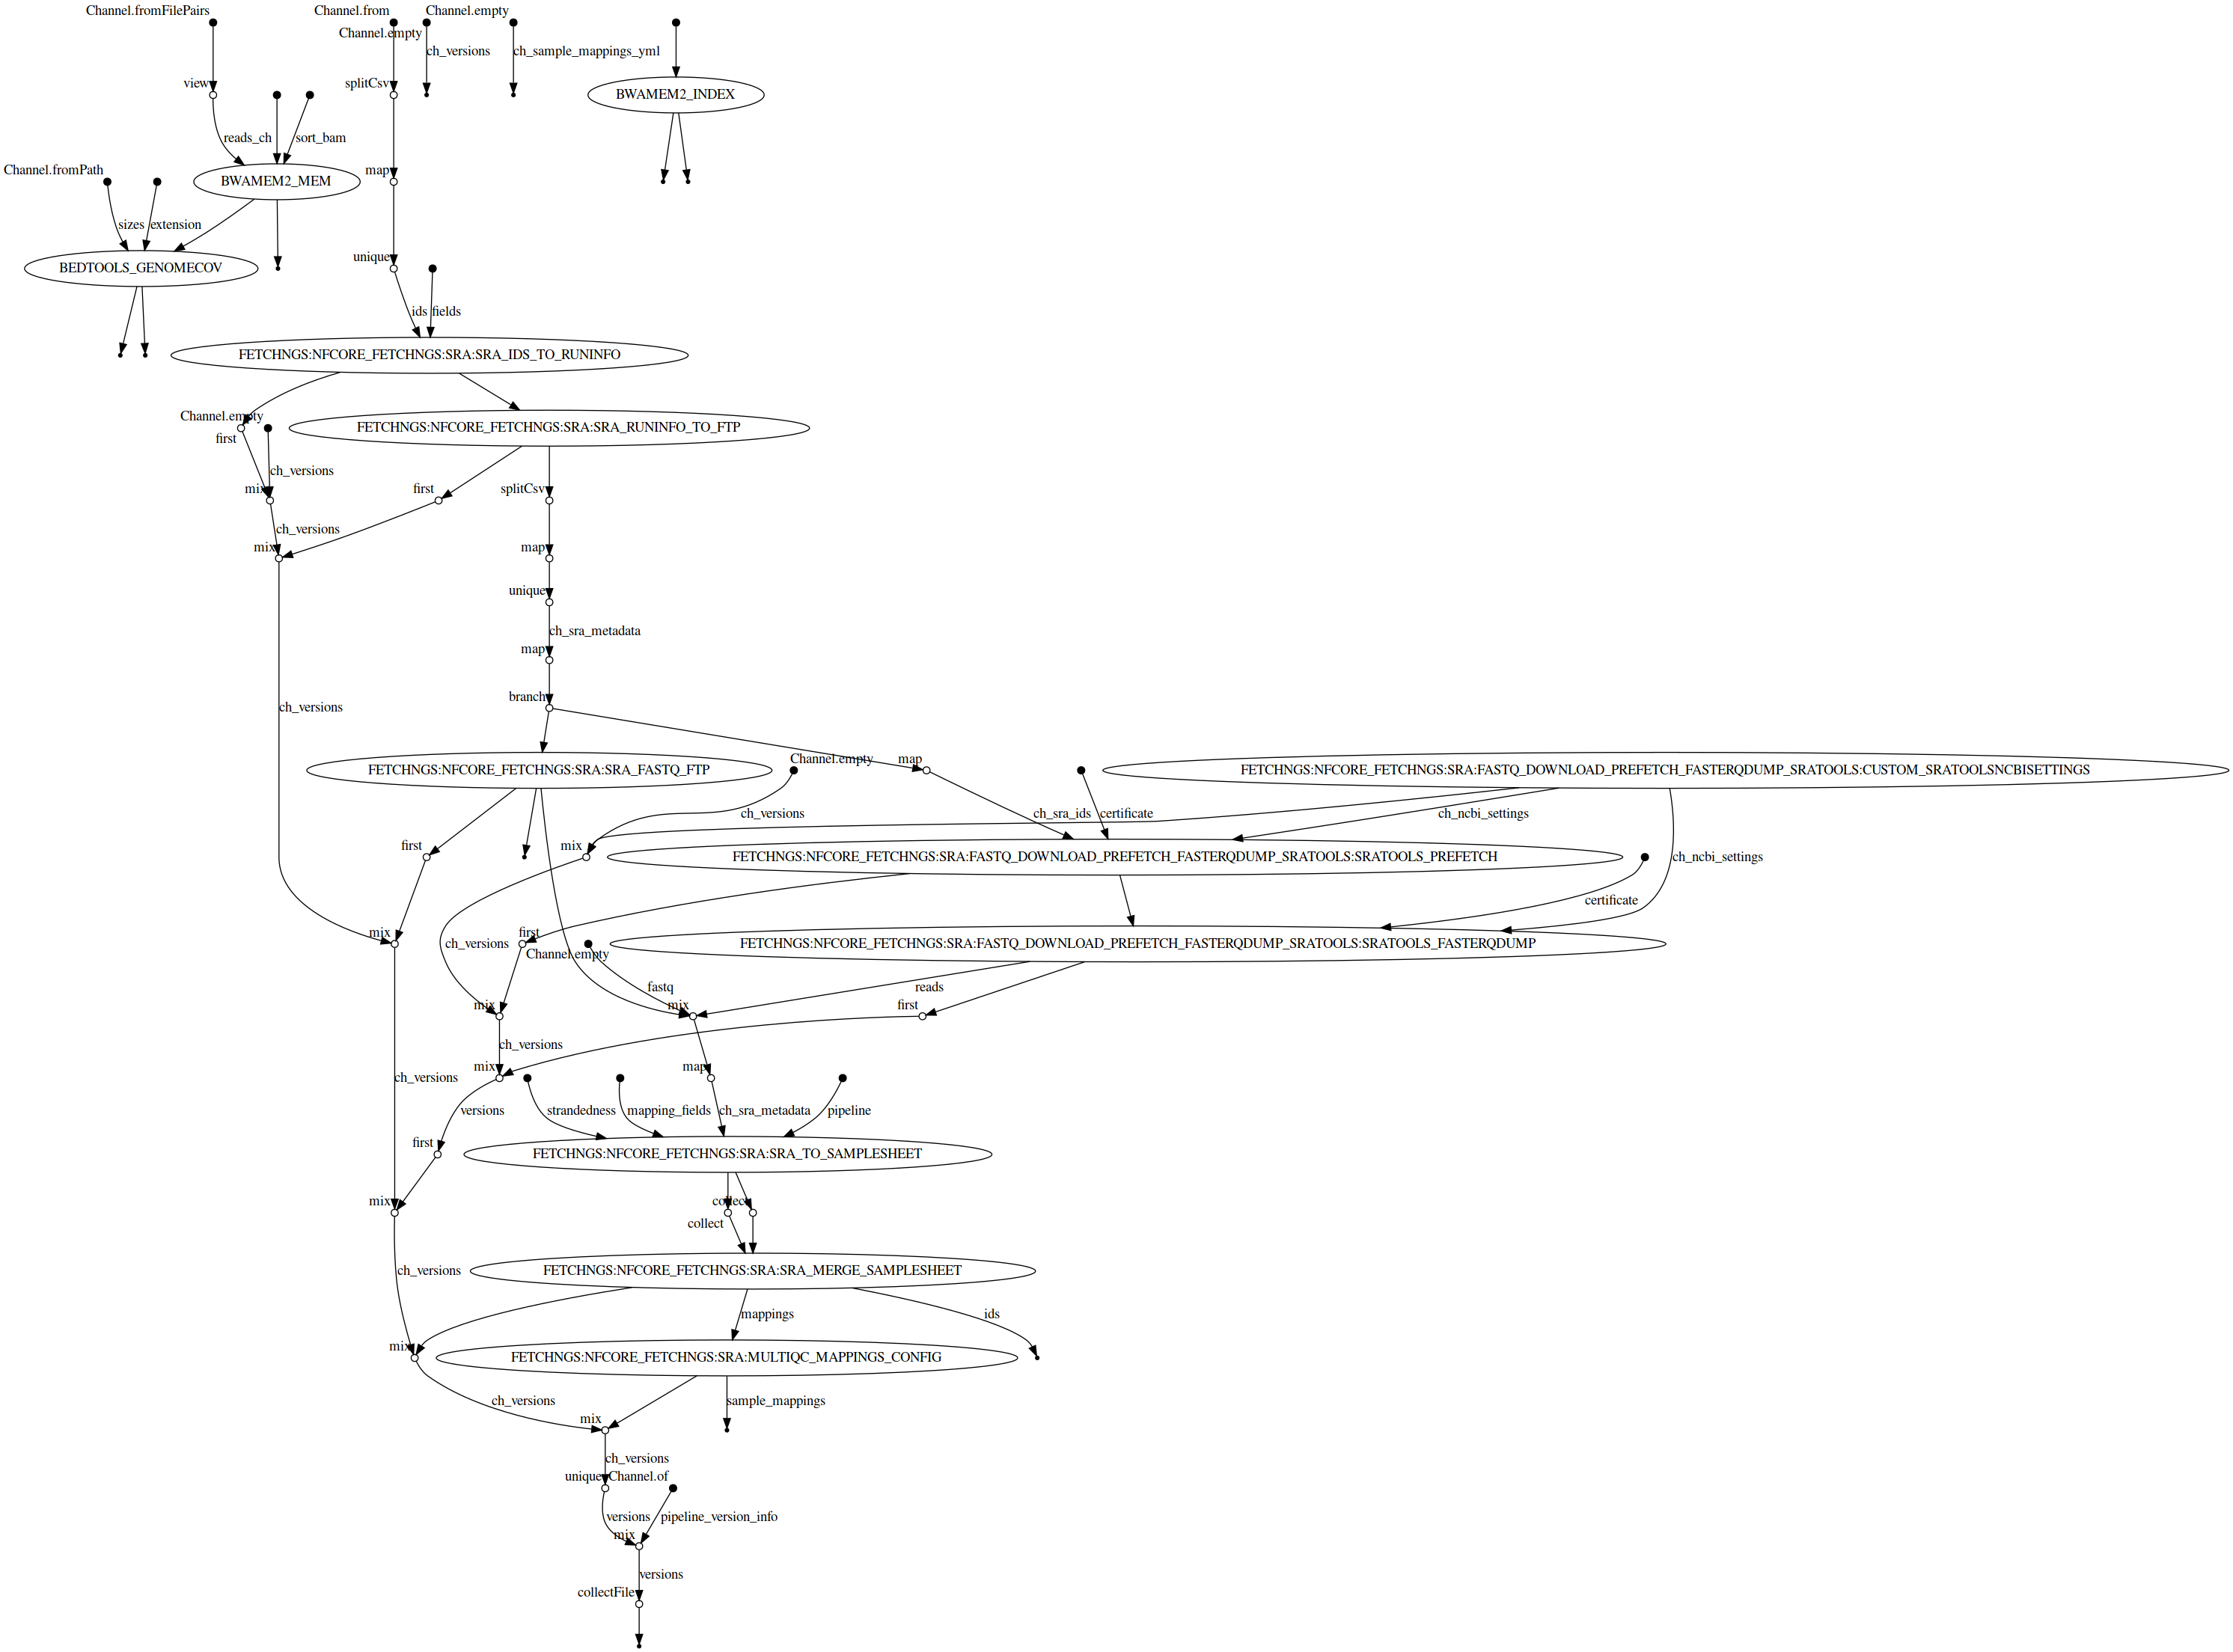 Channel.fromFilePairs
Channel.from
Channel.empty
Channel.empty
ch_versions
ch_sample_mappings_yml
view
splitCsv
BWAMEM2_INDEX
reads_ch
sort_bam
Channel.fromPath
BWAMEM2_MEM
map
sizes
extension
unique
BEDTOOLS_GENOMECOV
ids
fields
FETCHNGS:NFCORE_FETCHNGS:SRA:SRA_IDS_TO_RUNINFO
Channel.empty
FETCHNGS:NFCORE_FETCHNGS:SRA:SRA_RUNINFO_TO_FTP
first
ch_versions
mix
first
splitCsv
ch_versions
mix
map
unique
ch_sra_metadata
map
branch
ch_versions
Channel.empty
map
FETCHNGS:NFCORE_FETCHNGS:SRA:SRA_FASTQ_FTP
FETCHNGS:NFCORE_FETCHNGS:SRA:FASTQ_DOWNLOAD_PREFETCH_FASTERQDUMP_SRATOOLS:CUSTOM_SRATOOLSNCBISETTINGS
ch_versions
ch_sra_ids
certificate
ch_ncbi_settings
first
mix
FETCHNGS:NFCORE_FETCHNGS:SRA:FASTQ_DOWNLOAD_PREFETCH_FASTERQDUMP_SRATOOLS:SRATOOLS_PREFETCH
ch_ncbi_settings
certificate
mix
ch_versions
first
Channel.empty
FETCHNGS:NFCORE_FETCHNGS:SRA:FASTQ_DOWNLOAD_PREFETCH_FASTERQDUMP_SRATOOLS:SRATOOLS_FASTERQDUMP
fastq
reads
mix
mix
first
ch_versions
mix
map
ch_versions
versions
strandedness
mapping_fields
ch_sra_metadata
pipeline
first
FETCHNGS:NFCORE_FETCHNGS:SRA:SRA_TO_SAMPLESHEET
mix
collect
collect
ch_versions
FETCHNGS:NFCORE_FETCHNGS:SRA:SRA_MERGE_SAMPLESHEET
mappings
ids
mix
FETCHNGS:NFCORE_FETCHNGS:SRA:MULTIQC_MAPPINGS_CONFIG
ch_versions
sample_mappings
mix
ch_versions
unique
Channel.of
versions
pipeline_version_info
mix
versions
collectFile